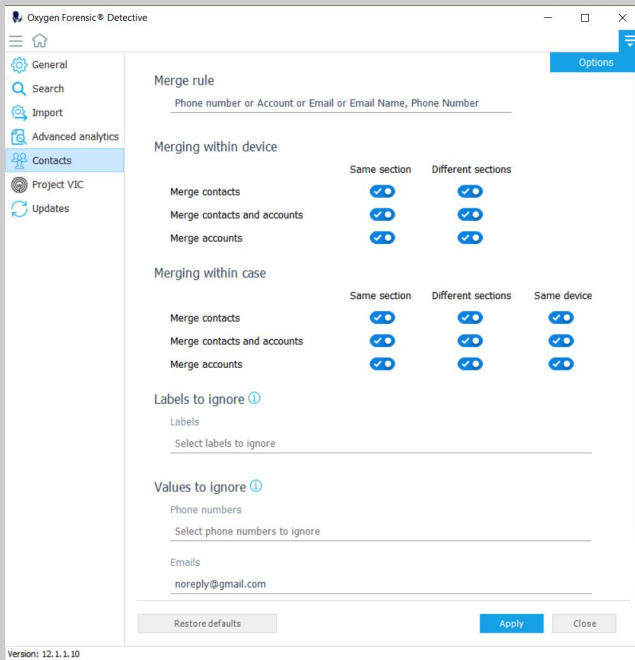 Oxygen Forensic® Detective
Options
General
Search
Import
Advanced analytics
Contacts
Project VIC
Updates
Merge rule
Phone number or Account or Email or Email Name, Phone Number
Merging within device
Same section Different sections
Merge contacts
Merge contacts and accounts
Merge accounts
Merging within case
Same section Different sections Same device
Merge contacts
Merge contacts and accounts
Merge accounts
Labels to ignore
Labels
Select labels to ignore
Values to ignore
Phone numbers
Select phone numbers to ignore
Emails
noreply@gmail.com
Restore defaults Apply Close
Version: 12.1.1.10